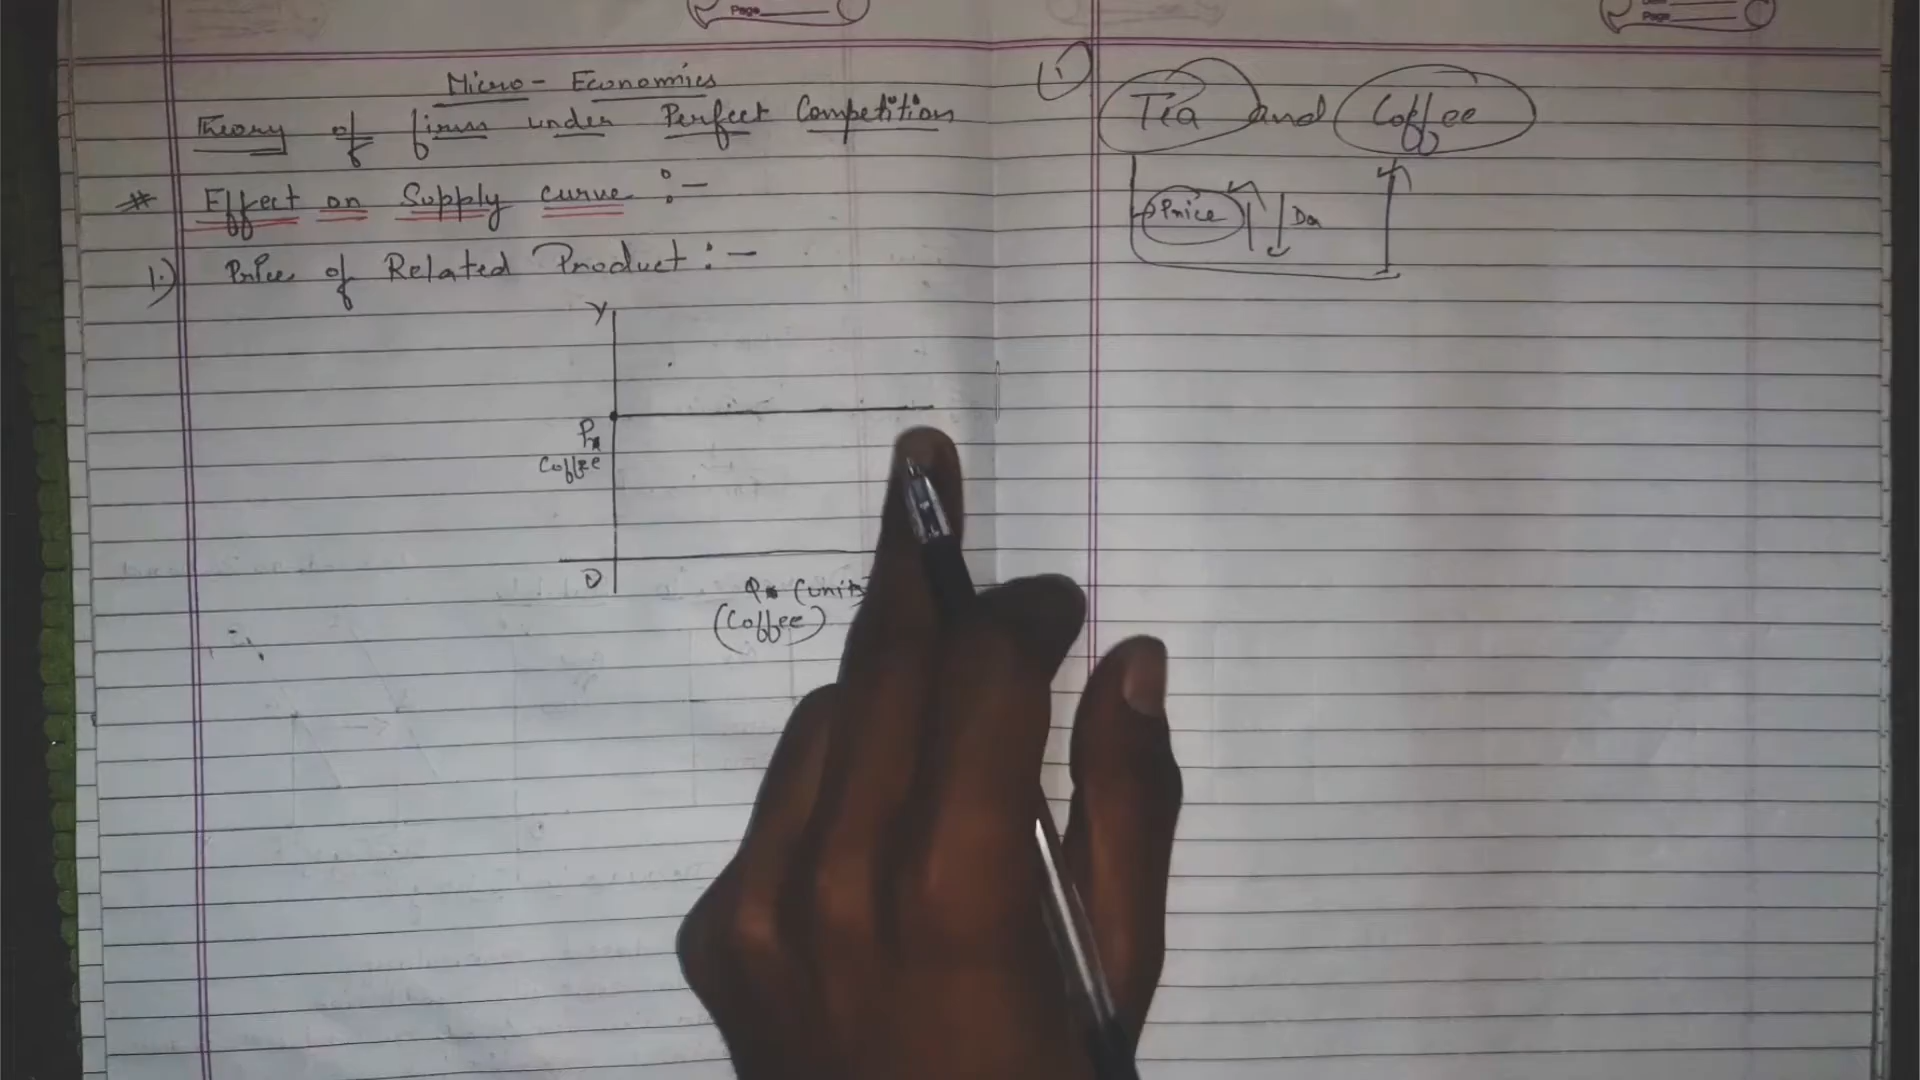 Page
Page
Micro - Economics
Theory of firms under Perfect Competition
# Effect on Supply curve :-
1.) Price of Related Product :-
Y
Px
Coffee
O
(units
(Coffee)
(i)
Tea and Coffee
Price